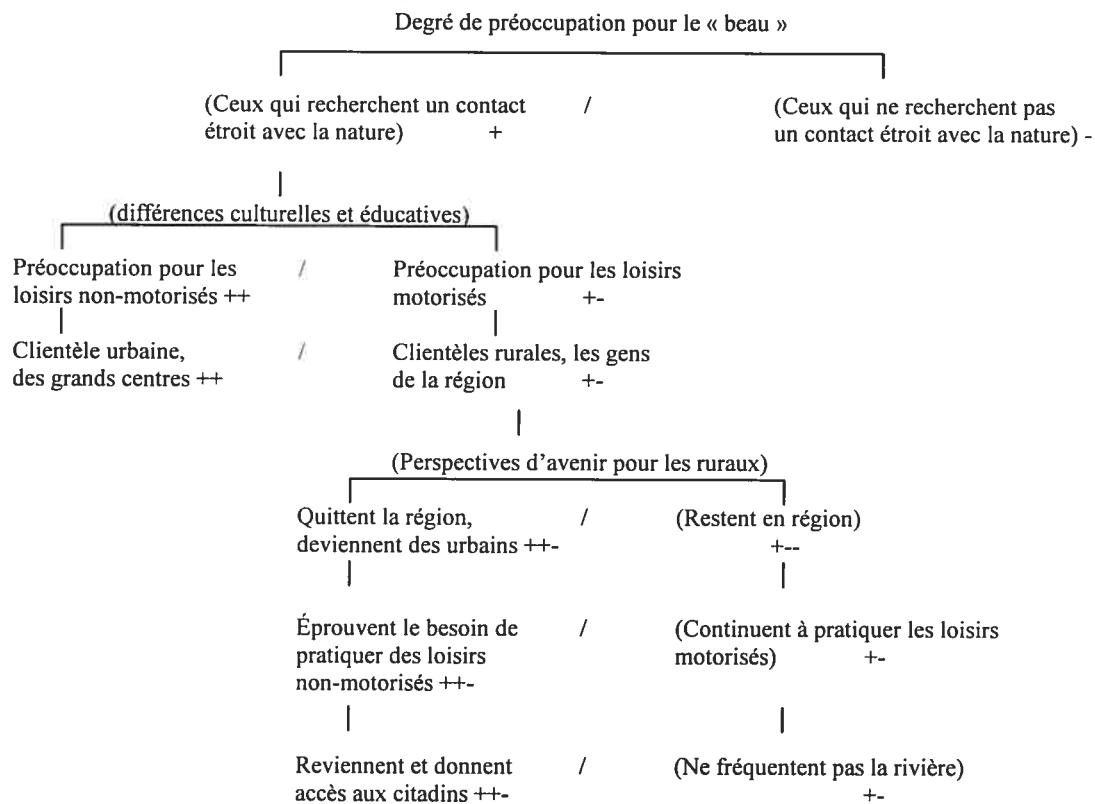 Degré de préoccupation pour le « beau »
(Ceux qui recherchent un contact / (Ceux qui ne recherchent pas
étroit avec la nature) + un contact étroit avec la nature) -
(différences culturelles et éducatives)
Préoccupation pour les / Préoccupation pour les loisirs
loisirs non-motorisés ++ motorisés +-
Clientèle urbaine, / Clientèles rurales, les gens
des grands centres ++ de la région +-
(Perspectives d'avenir pour les ruraux)
Quittent la région, / (Restent en région)
deviennent des urbains ++- +--
Éprouvent le besoin de / (Continuent à pratiquer les loisirs
pratiquer des loisirs motorisés) +-
non-motorisés ++-
Reviennent et donnent / (Ne fréquentent pas la rivière)
accès aux citadins ++- +-